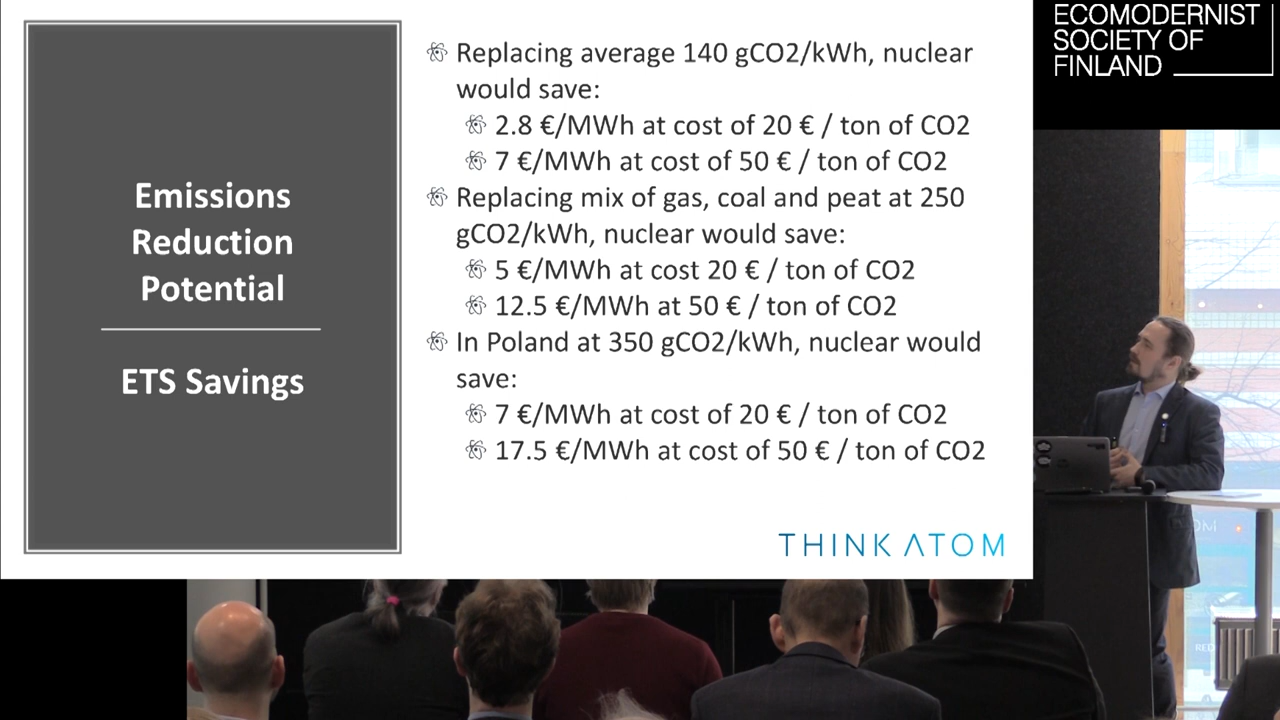 Emissions
Reduction
Potential
ETS Savings
Replacing average 140 gCO2/kWh, nuclear
would save:
2.8 €/MWh at cost of 20 € / ton of CO2
7 €/MWh at cost of 50 € / ton of CO2
Replacing mix of gas, coal and peat at 250
gCO2/kWh, nuclear would save:
5 €/MWh at cost 20 € / ton of CO2
12.5 €/MWh at 50 € / ton of CO2
In Poland at 350 gCO2/kWh, nuclear would
save:
7 €/MWh at cost of 20 € / ton of CO2
17.5 €/MWh at cost of 50 € / ton of CO2
THINK ATOM
ECOMODERNIST
SOCIETY OF
FINLAND